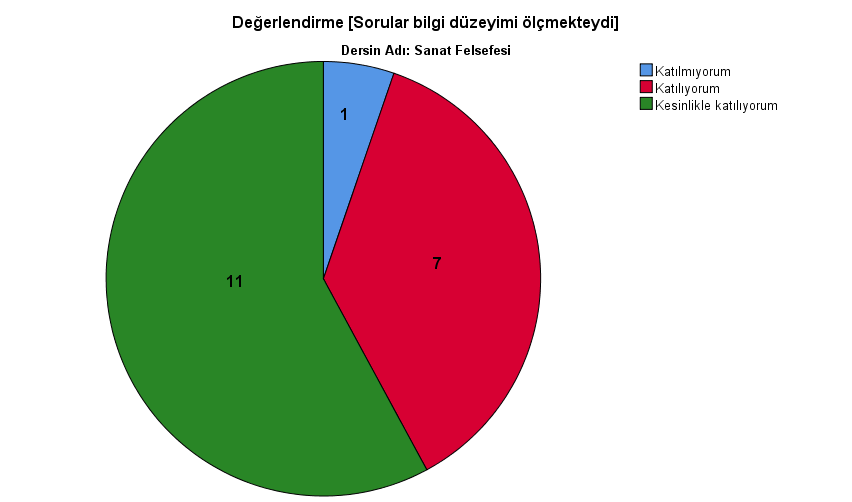 Değerlendirme [Sorular bilgi düzeyimi ölçmekteydi]
Dersin Adı: Sanat Felsefesi
Katılmıyorum
Katılıyorum
Kesinlikle katılıyorum
1
7
11